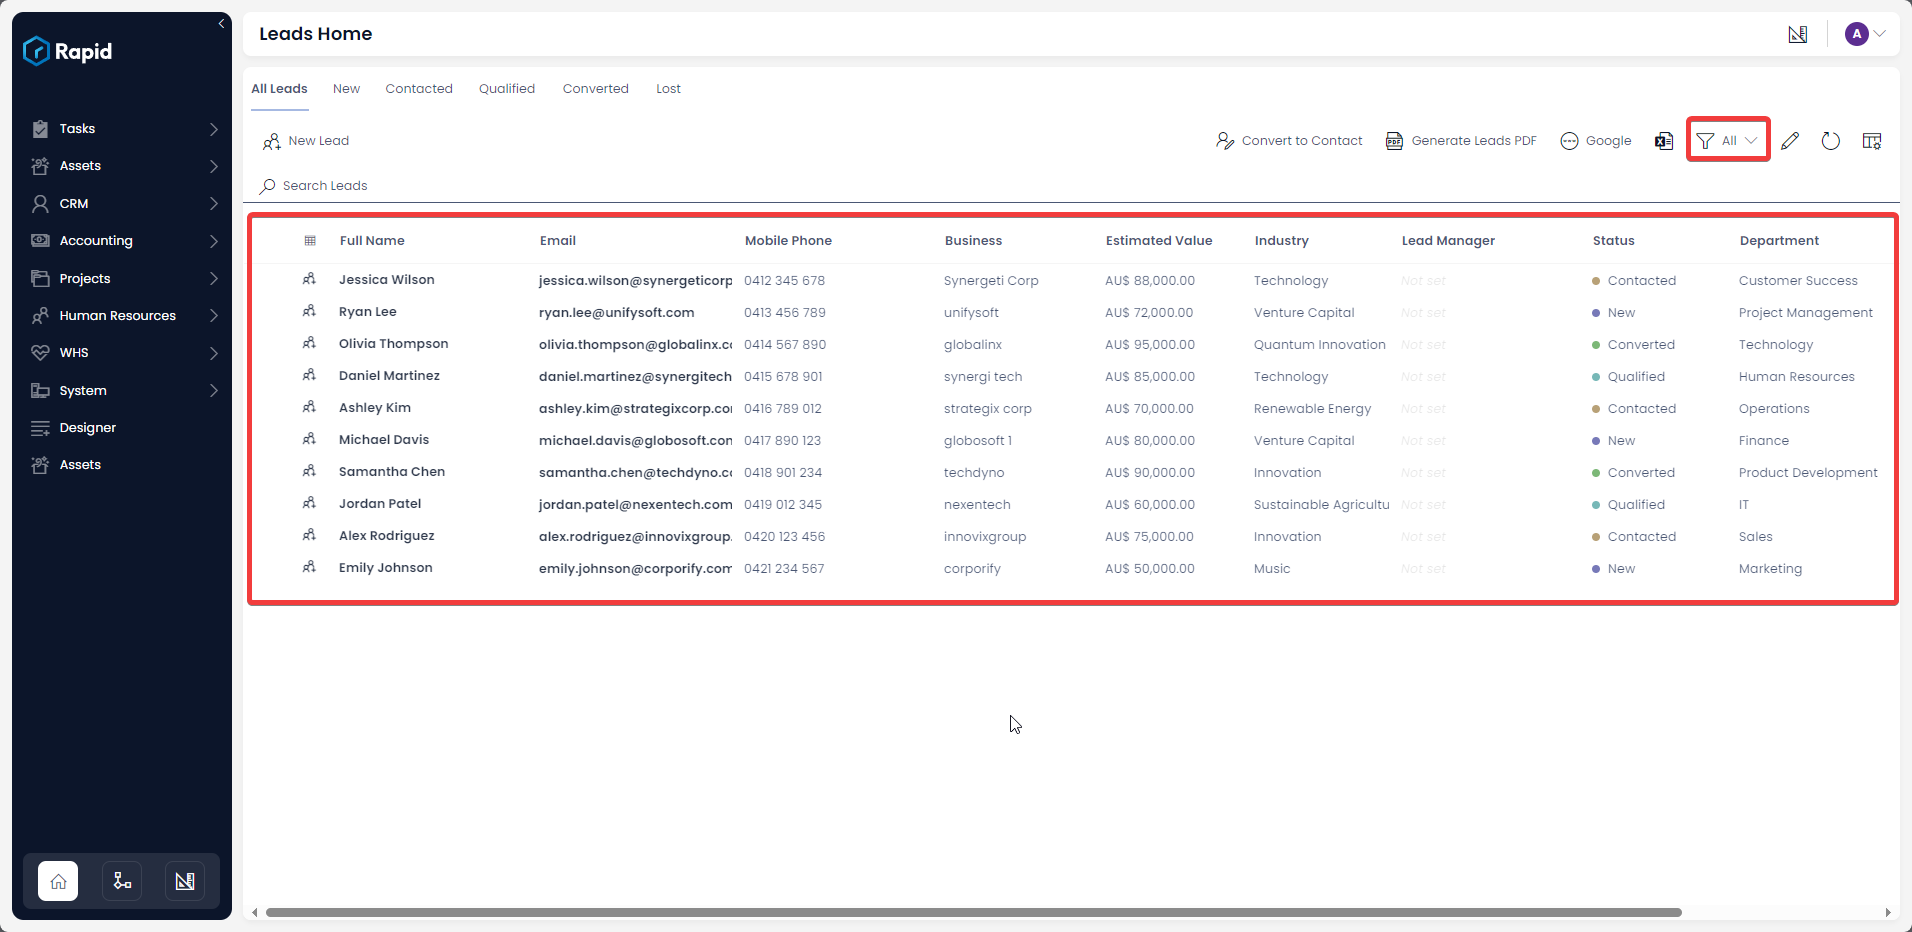 Rapid
Tasks
Assets
CRM
Accounting
Projects
Human Resources
WHS
System
Designer
Assets
Leads Home
A
All Leads New Contacted Qualified Converted Lost
New Lead Convert to Contact PDF Generate Leads PDF Google All
Search Leads
Full Name Email Mobile Phone Business Estimated Value Industry Lead Manager Status Department
Jessica Wilson jessica.wilson@synergeticorp 0412 345 678 Synergeti Corp AU$ 88,000.00 Technology Not set Contacted Customer Success
Ryan Lee ryan.lee@unifysoft.com 0413 456 789 unifysoft AU$ 72,000.00 Venture Capital Not set New Project Management
Olivia Thompson olivia.thompson@globalinx.co 0414 567 890 globalinx AU$ 95,000.00 Quantum Innovation Not set Converted Technology
Daniel Martinez daniel.martinez@synergitech 0415 678 901 synergi tech AU$ 85,000.00 Technology Not set Qualified Human Resources
Ashley Kim ashley.kim@strategixcorp.co 0416 789 012 strategix corp AU$ 70,000.00 Renewable Energy Not set Contacted Operations
Michael Davis michael.davis@globosoft.com 0417 890 123 globosoft 1 AU$ 80,000.00 Venture Capital Not set New Finance
Samantha Chen samantha.chen@techdyno.co 0418 901 234 techdyno AU$ 90,000.00 Innovation Not set Converted Product Development
Jordan Patel jordan.patel@nexentech.com 0419 012 345 nexentech AU$ 60,000.00 Sustainable Agricultu Not set Qualified IT
Alex Rodriguez alex.rodriguez@innovixgroup. 0420 123 456 innovixgroup AU$ 75,000.00 Innovation Not set Contacted Sales
Emily Johnson emily.johnson@corporify.com 0421 234 567 corporify AU$ 50,000.00 Music Not set New Marketing